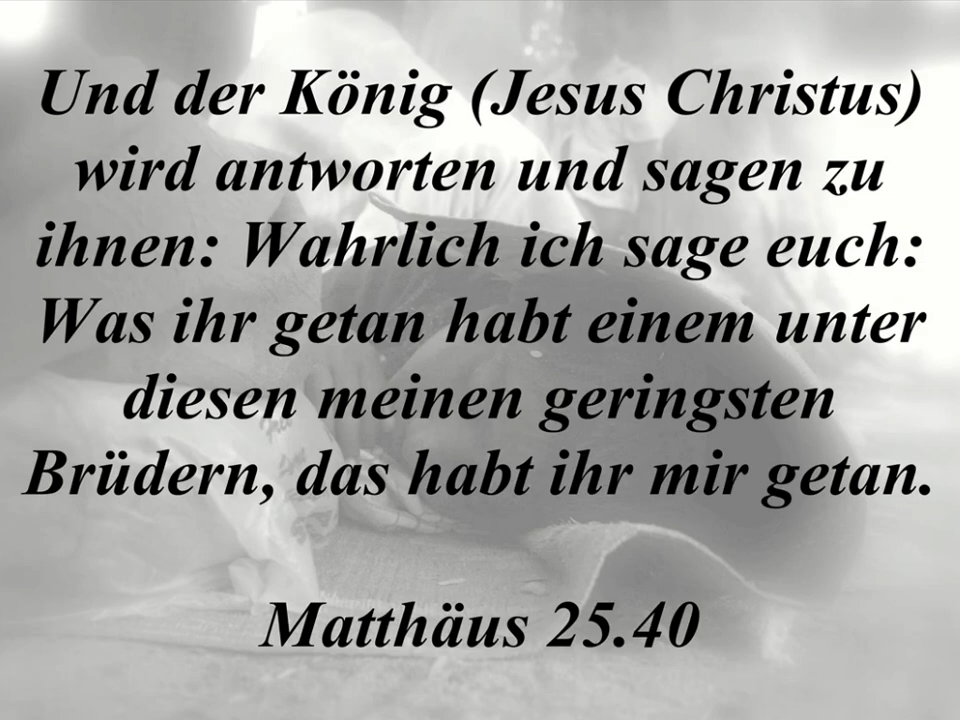 Und der König (Jesus Christus)
wird antworten und sagen zu
ihnen: Wahrlich ich sage euch:
Was ihr getan habt einem unter
diesen meinen geringsten
Brüdern, das habt ihr mir getan.
Matthäus 25.40